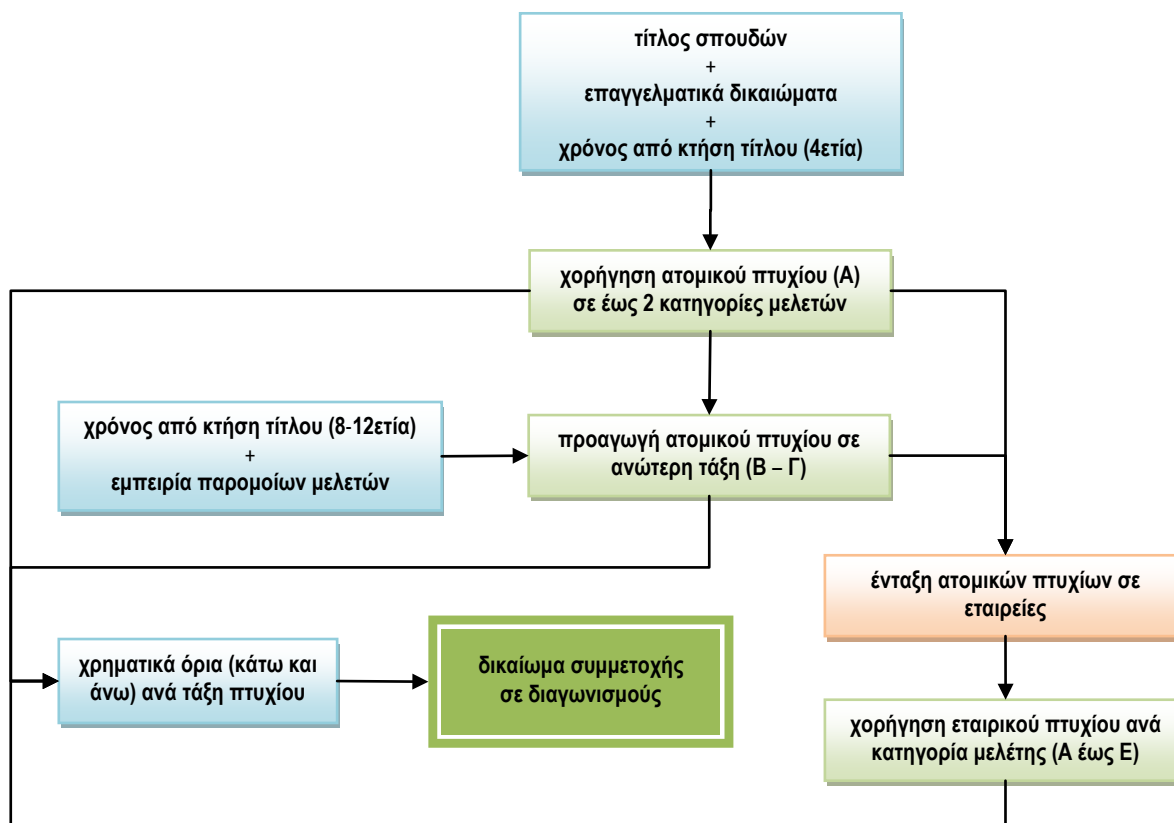 τίτλος σπουδών
+
επαγγελματικά δικαιώματα
+
χρόνος από κτήση τίτλου (4ετία)
χορήγηση ατομικού πτυχίου (Α)
σε έως 2 κατηγορίες μελετών
χρόνος από κτήση τίτλου (8-12ετία)
+
εμπειρία παρομοίων μελετών
προαγωγή ατομικού πτυχίου σε
ανώτερη τάξη (Β – Γ)
ένταξη ατομικών πτυχίων σε
εταιρείες
χρηματικά όρια (κάτω και
άνω) ανά τάξη πτυχίου
δικαίωμα συμμετοχής
σε διαγωνισμούς
χορήγηση εταιρικού πτυχίου ανά
κατηγορία μελέτης (Α έως Ε)